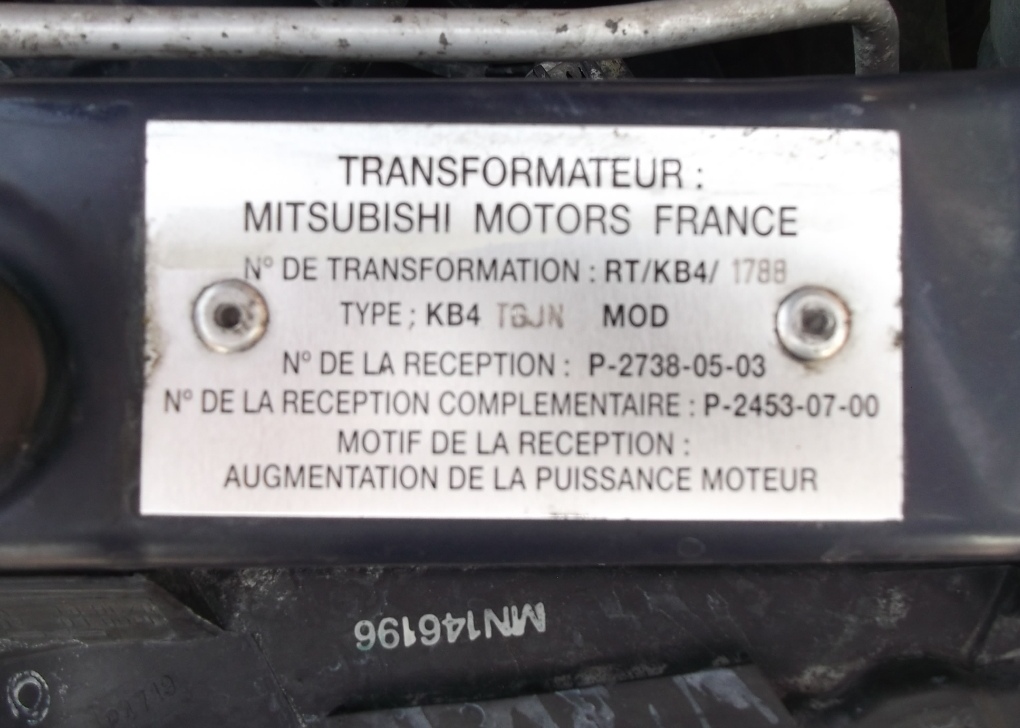 TRANSFORMATEUR :
MITSUBISHI MOTORS FRANCE
N° DE TRANSFORMATION : RT/KB4/ 1788
TYPE ; KB4 TGJN MOD
N° DE LA RECEPTION : P-2738-05-03
N° DE LA RECEPTION COMPLEMENTAIRE : P-2453-07-00
MOTIF DE LA RECEPTION :
AUGMENTATION DE LA PUISSANCE MOTEUR
MN146196